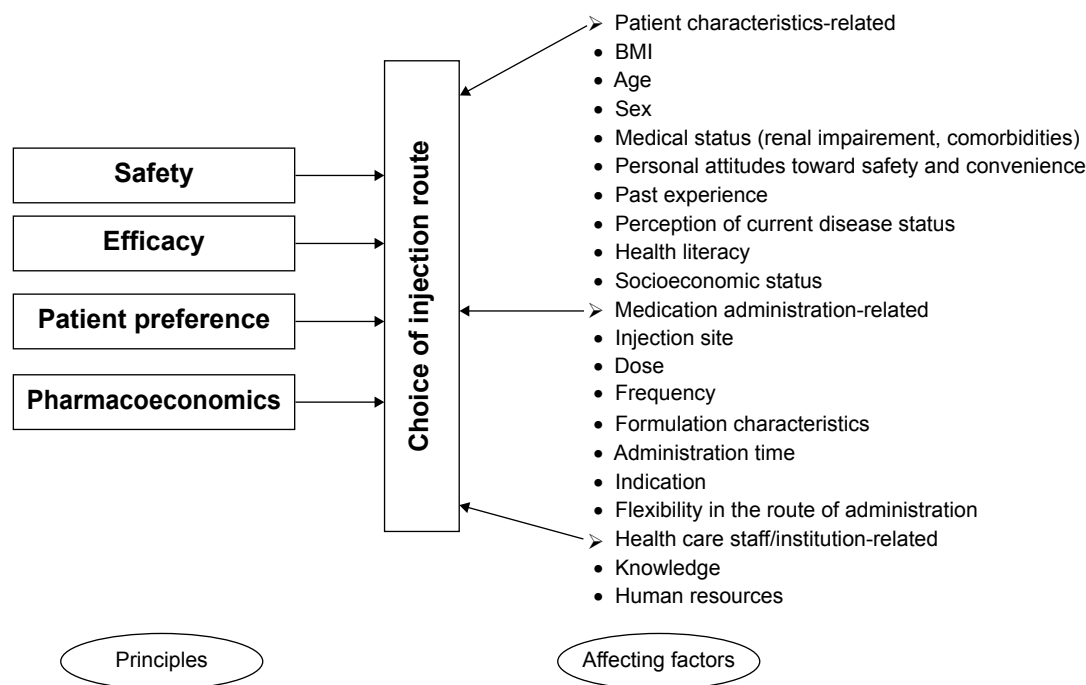 Safety
Efficacy
Patient preference
Pharmacoeconomics
Choice of injection route
➢ Patient characteristics-related
• BMI
• Age
• Sex
• Medical status (renal impairement, comorbidities)
• Personal attitudes toward safety and convenience
• Past experience
• Perception of current disease status
• Health literacy
• Socioeconomic status
➢ Medication administration-related
• Injection site
• Dose
• Frequency
• Formulation characteristics
• Administration time
• Indication
• Flexibility in the route of administration
➢ Health care staff/institution-related
• Knowledge
• Human resources
Principles
Affecting factors